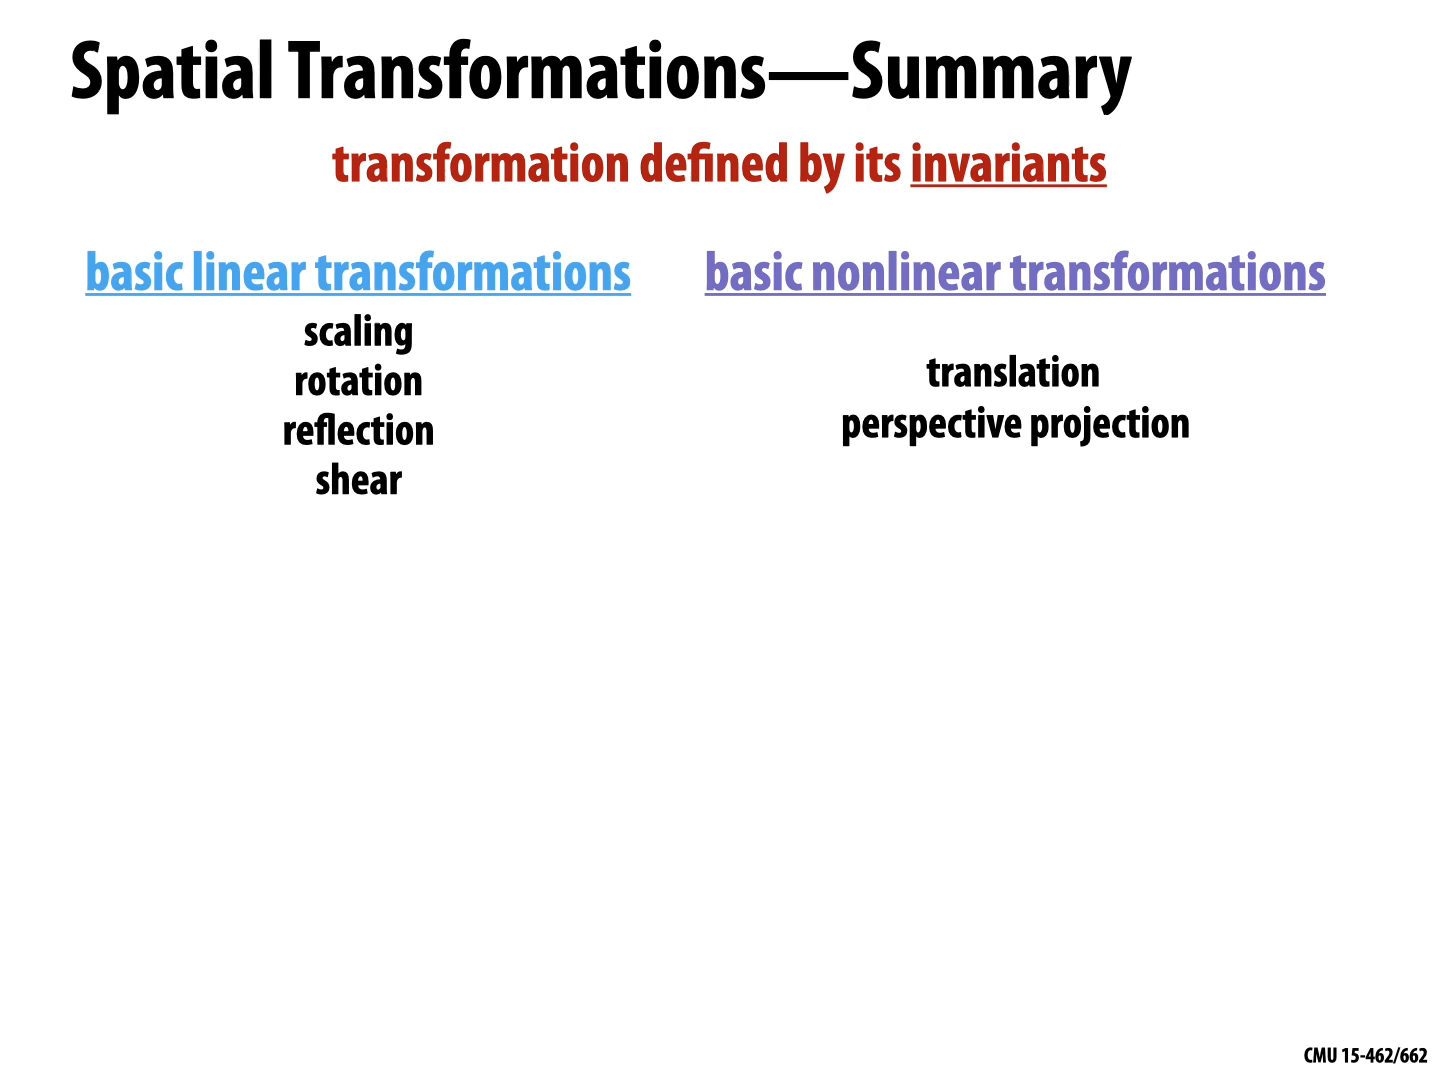 Spatial Transformations—Summary
transformation defined by its invariants
basic linear transformations
scaling
rotation
reflection
shear
basic nonlinear transformations
translation
perspective projection
CMU 15-462/662